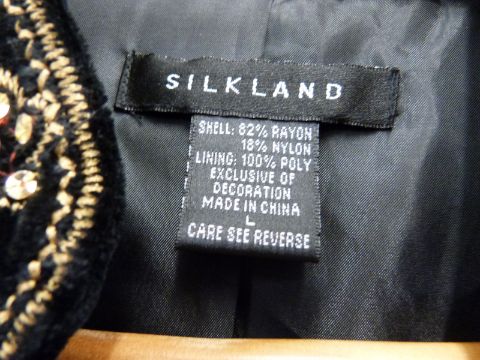 SILKLAND
SHELL: 82% RAYON
18% NYLON
LINING: 100% POLY
EXCLUSIVE OF
DECORATION
MADE IN CHINA
L
CARE SEE REVERSE